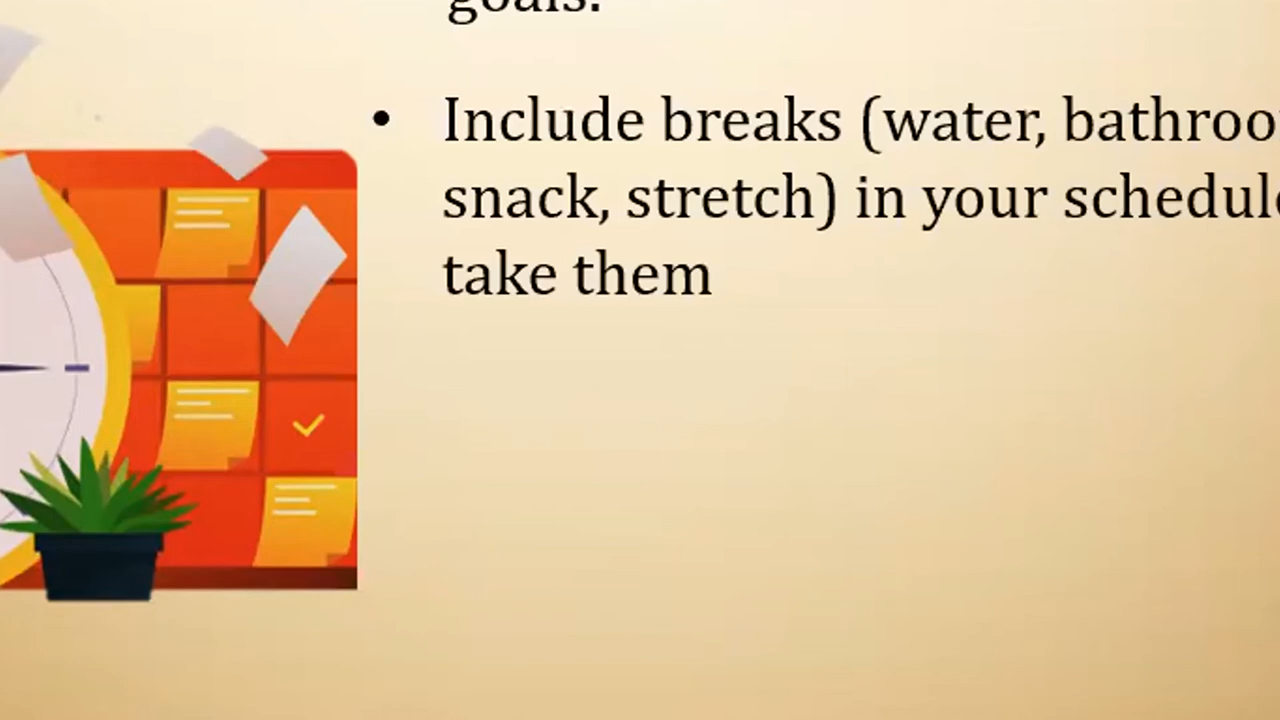 goals.
• Include breaks (water, bathroo
snack, stretch) in your schedule
take them